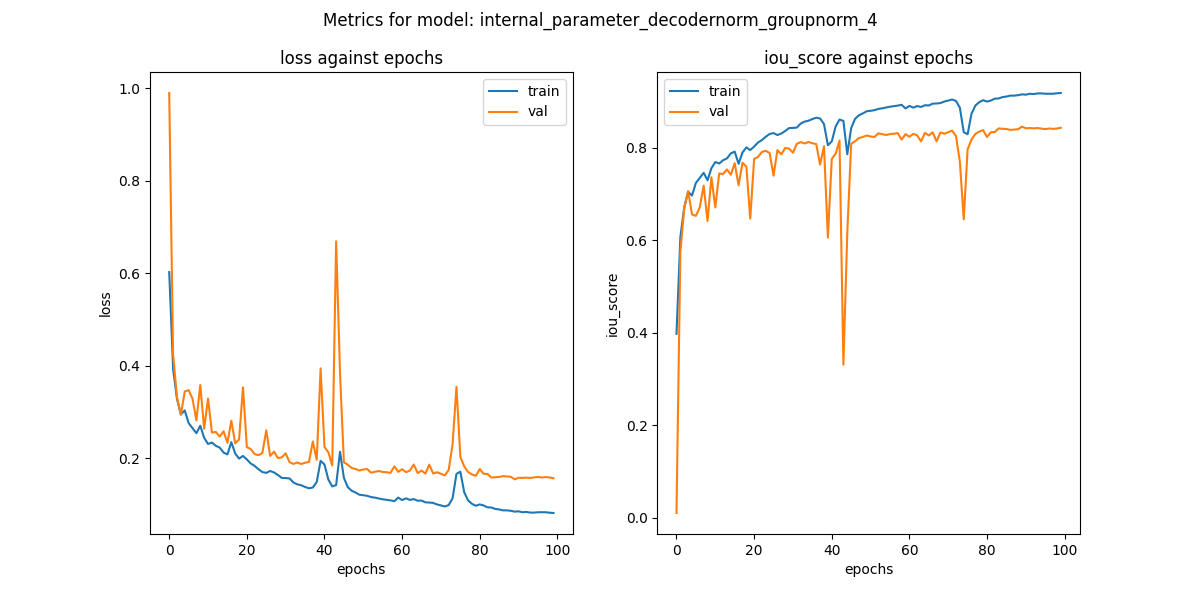 Metrics for model: internal_parameter_decodernorm_groupnorm_4
loss against epochs
1.0
0.8
0.6
0.4
0.2
loss
0 20 40 60 80 100
epochs
train
val
iou_score against epochs
0.8
0.6
0.4
0.2
0.0
iou_score
0 20 40 60 80 100
epochs
train
val